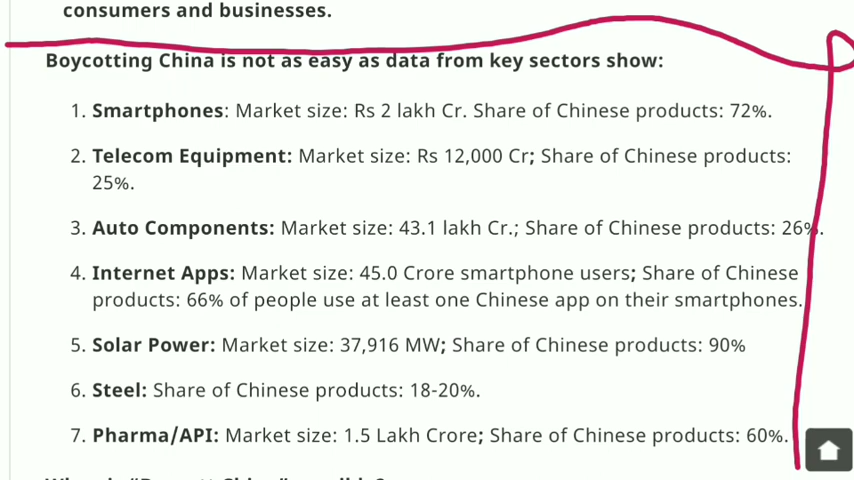 consumers and businesses.
Boycotting China is not as easy as data from key sectors show:
1. Smartphones: Market size: Rs 2 lakh Cr. Share of Chinese products: 72%.
2. Telecom Equipment: Market size: Rs 12,000 Cr; Share of Chinese products:
25%.
3. Auto Components: Market size: 43.1 lakh Cr.; Share of Chinese products: 26%.
4. Internet Apps: Market size: 45.0 Crore smartphone users; Share of Chinese
products: 66% of people use at least one Chinese app on their smartphones.
5. Solar Power: Market size: 37,916 MW; Share of Chinese products: 90%
6. Steel: Share of Chinese products: 18-20%.
7. Pharma/API: Market size: 1.5 Lakh Crore; Share of Chinese products: 60%.